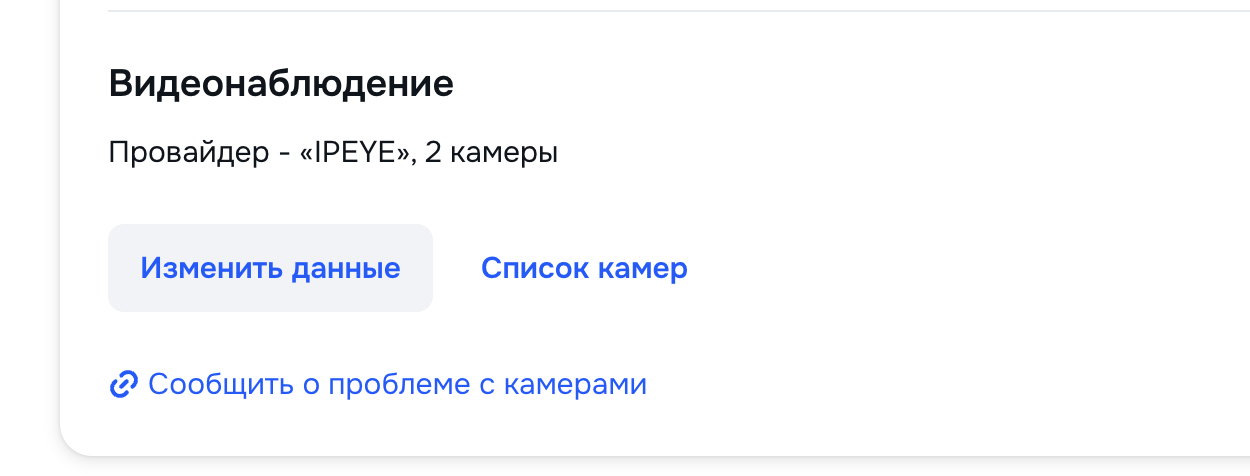 Видеонаблюдение
Провайдер - «IPEYE», 2 камеры
Изменить данные
Список камер
Сообщить о проблеме с камерами